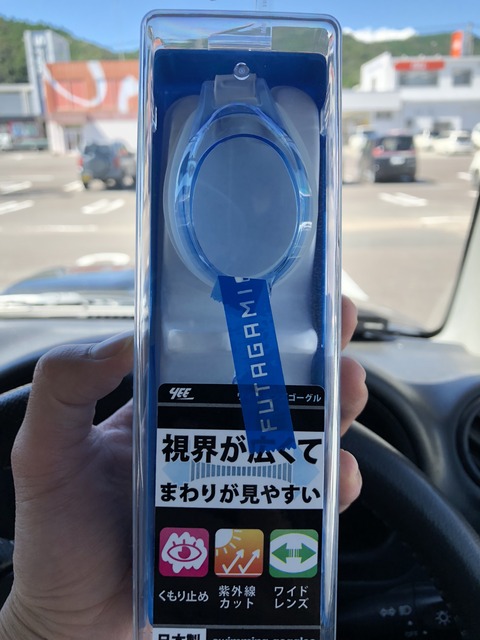 FUTAGAMI
YEE
ゴーグル
視界が広くて
まわりが見やすい
くもり止め
紫外線
カット
ワイド
レンズ
日本製
swimming goggles